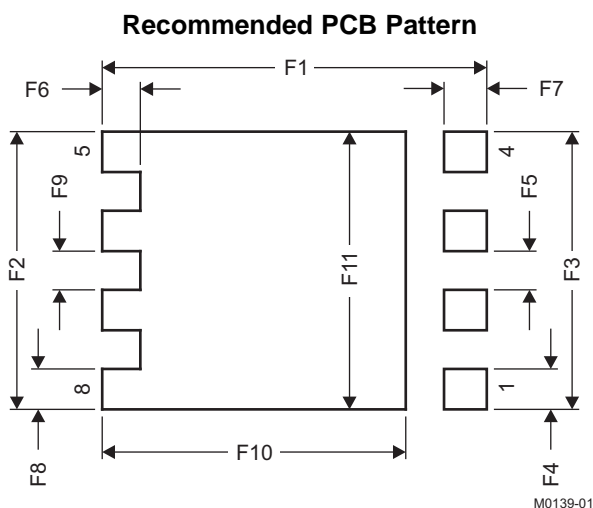 Recommended PCB Pattern
F1
F6
F7
5
4
F9
F5
F2
F11
F3
8
1
F10
F8
F4
M0139-01